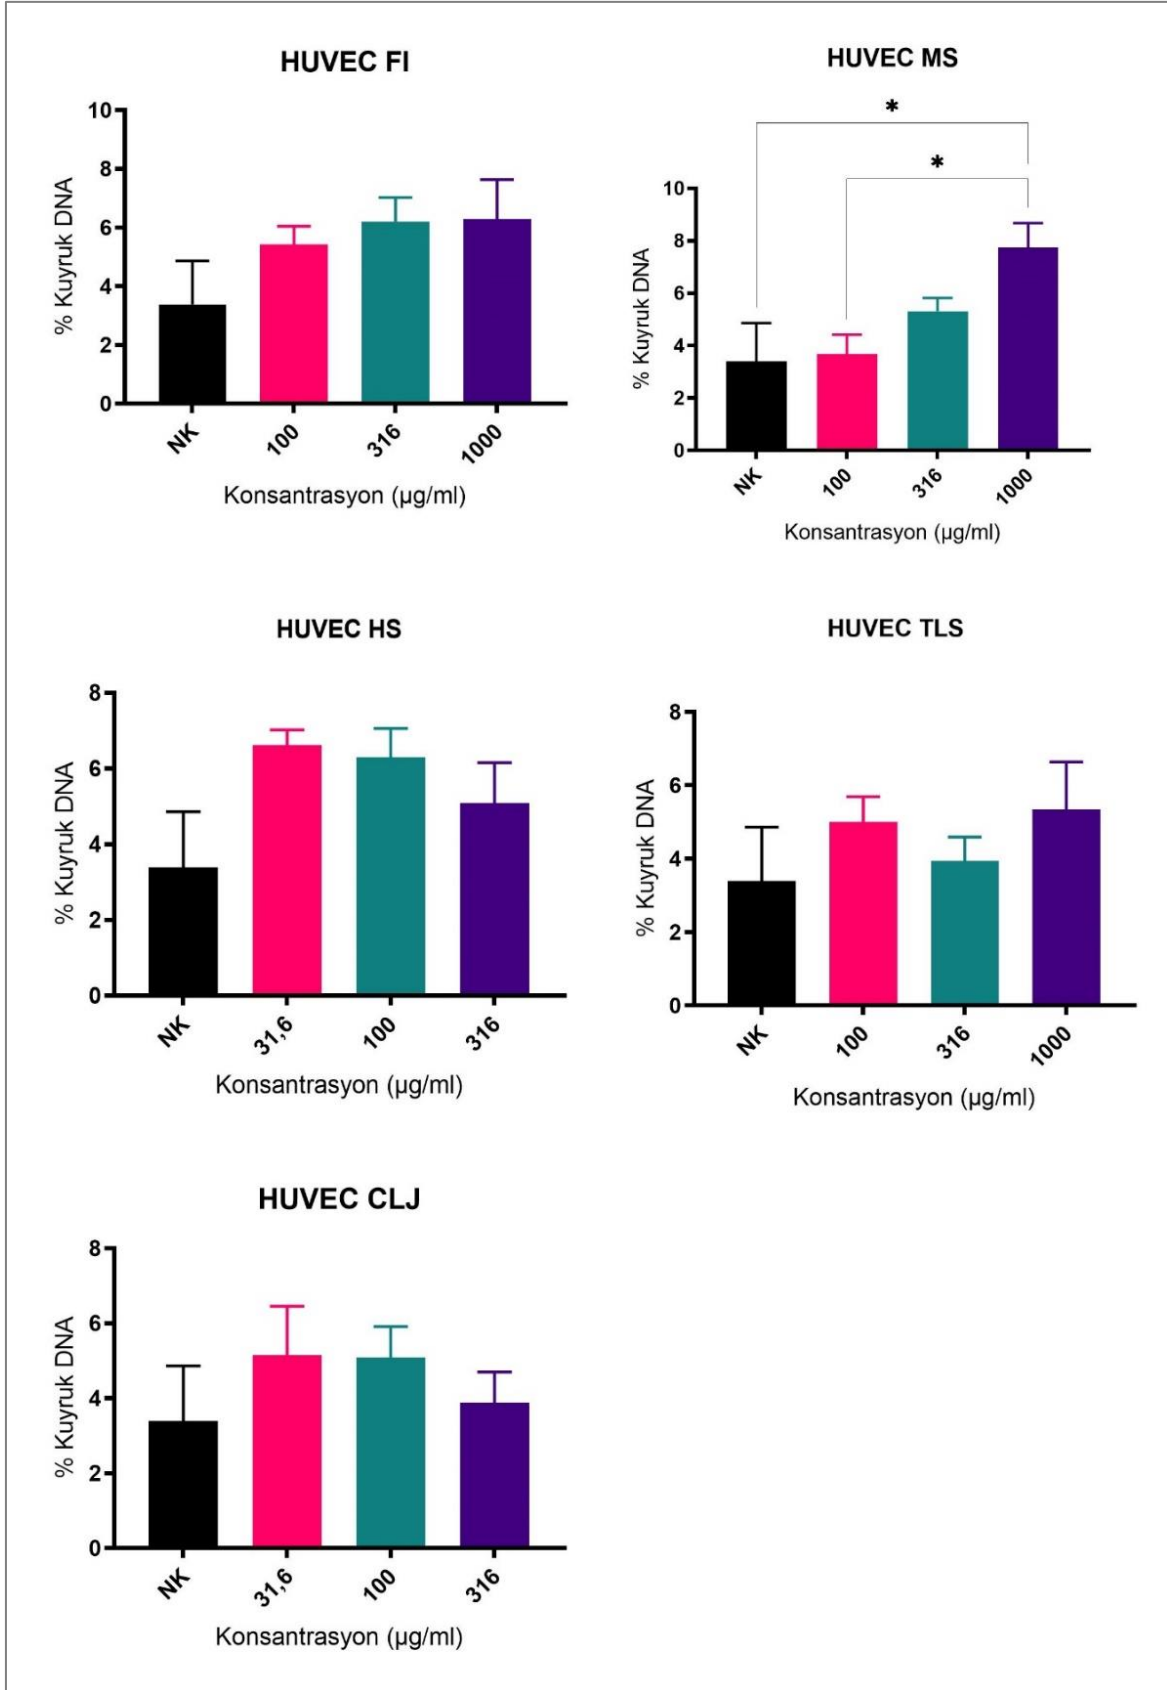 HUVEC FI
% Kuyruk DNA
10
8
6
4
2
0
NK
100
316
1000
Konsantrasyon (µg/ml)
HUVEC MS
*
*
% Kuyruk DNA
10
8
6
4
2
0
NK
100
316
1000
Konsantrasyon (µg/ml)
HUVEC HS
% Kuyruk DNA
8
6
4
2
0
NK
31,6
100
316
Konsantrasyon (µg/ml)
HUVEC TLS
% Kuyruk DNA
8
6
4
2
0
NK
100
316
1000
Konsantrasyon (µg/ml)
HUVEC CLJ
% Kuyruk DNA
8
6
4
2
0
NK
31,6
100
316
Konsantrasyon (µg/ml)